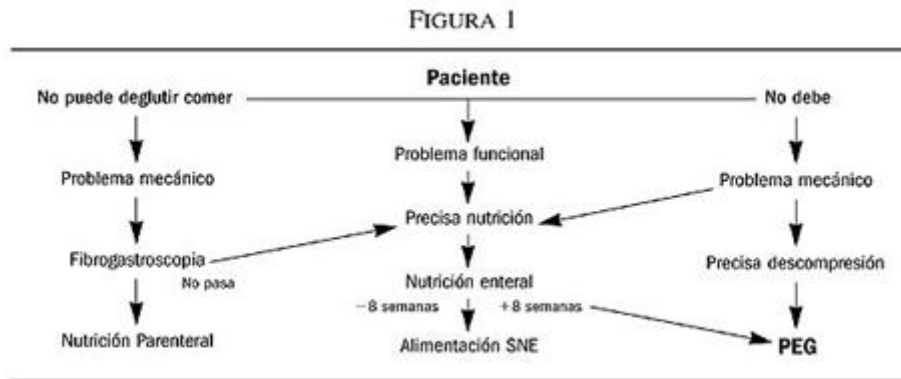 FIGURA 1
Paciente
No puede deglutir comer
No debe
Problema funcional
Problema mecánico
Problema mecánico
Precisa nutrición
Fibrogastroscopia
No pasa
Precisa descompresión
Nutrición enteral
−8 semanas
+8 semanas
Nutrición Parenteral
Alimentación SNE
PEG